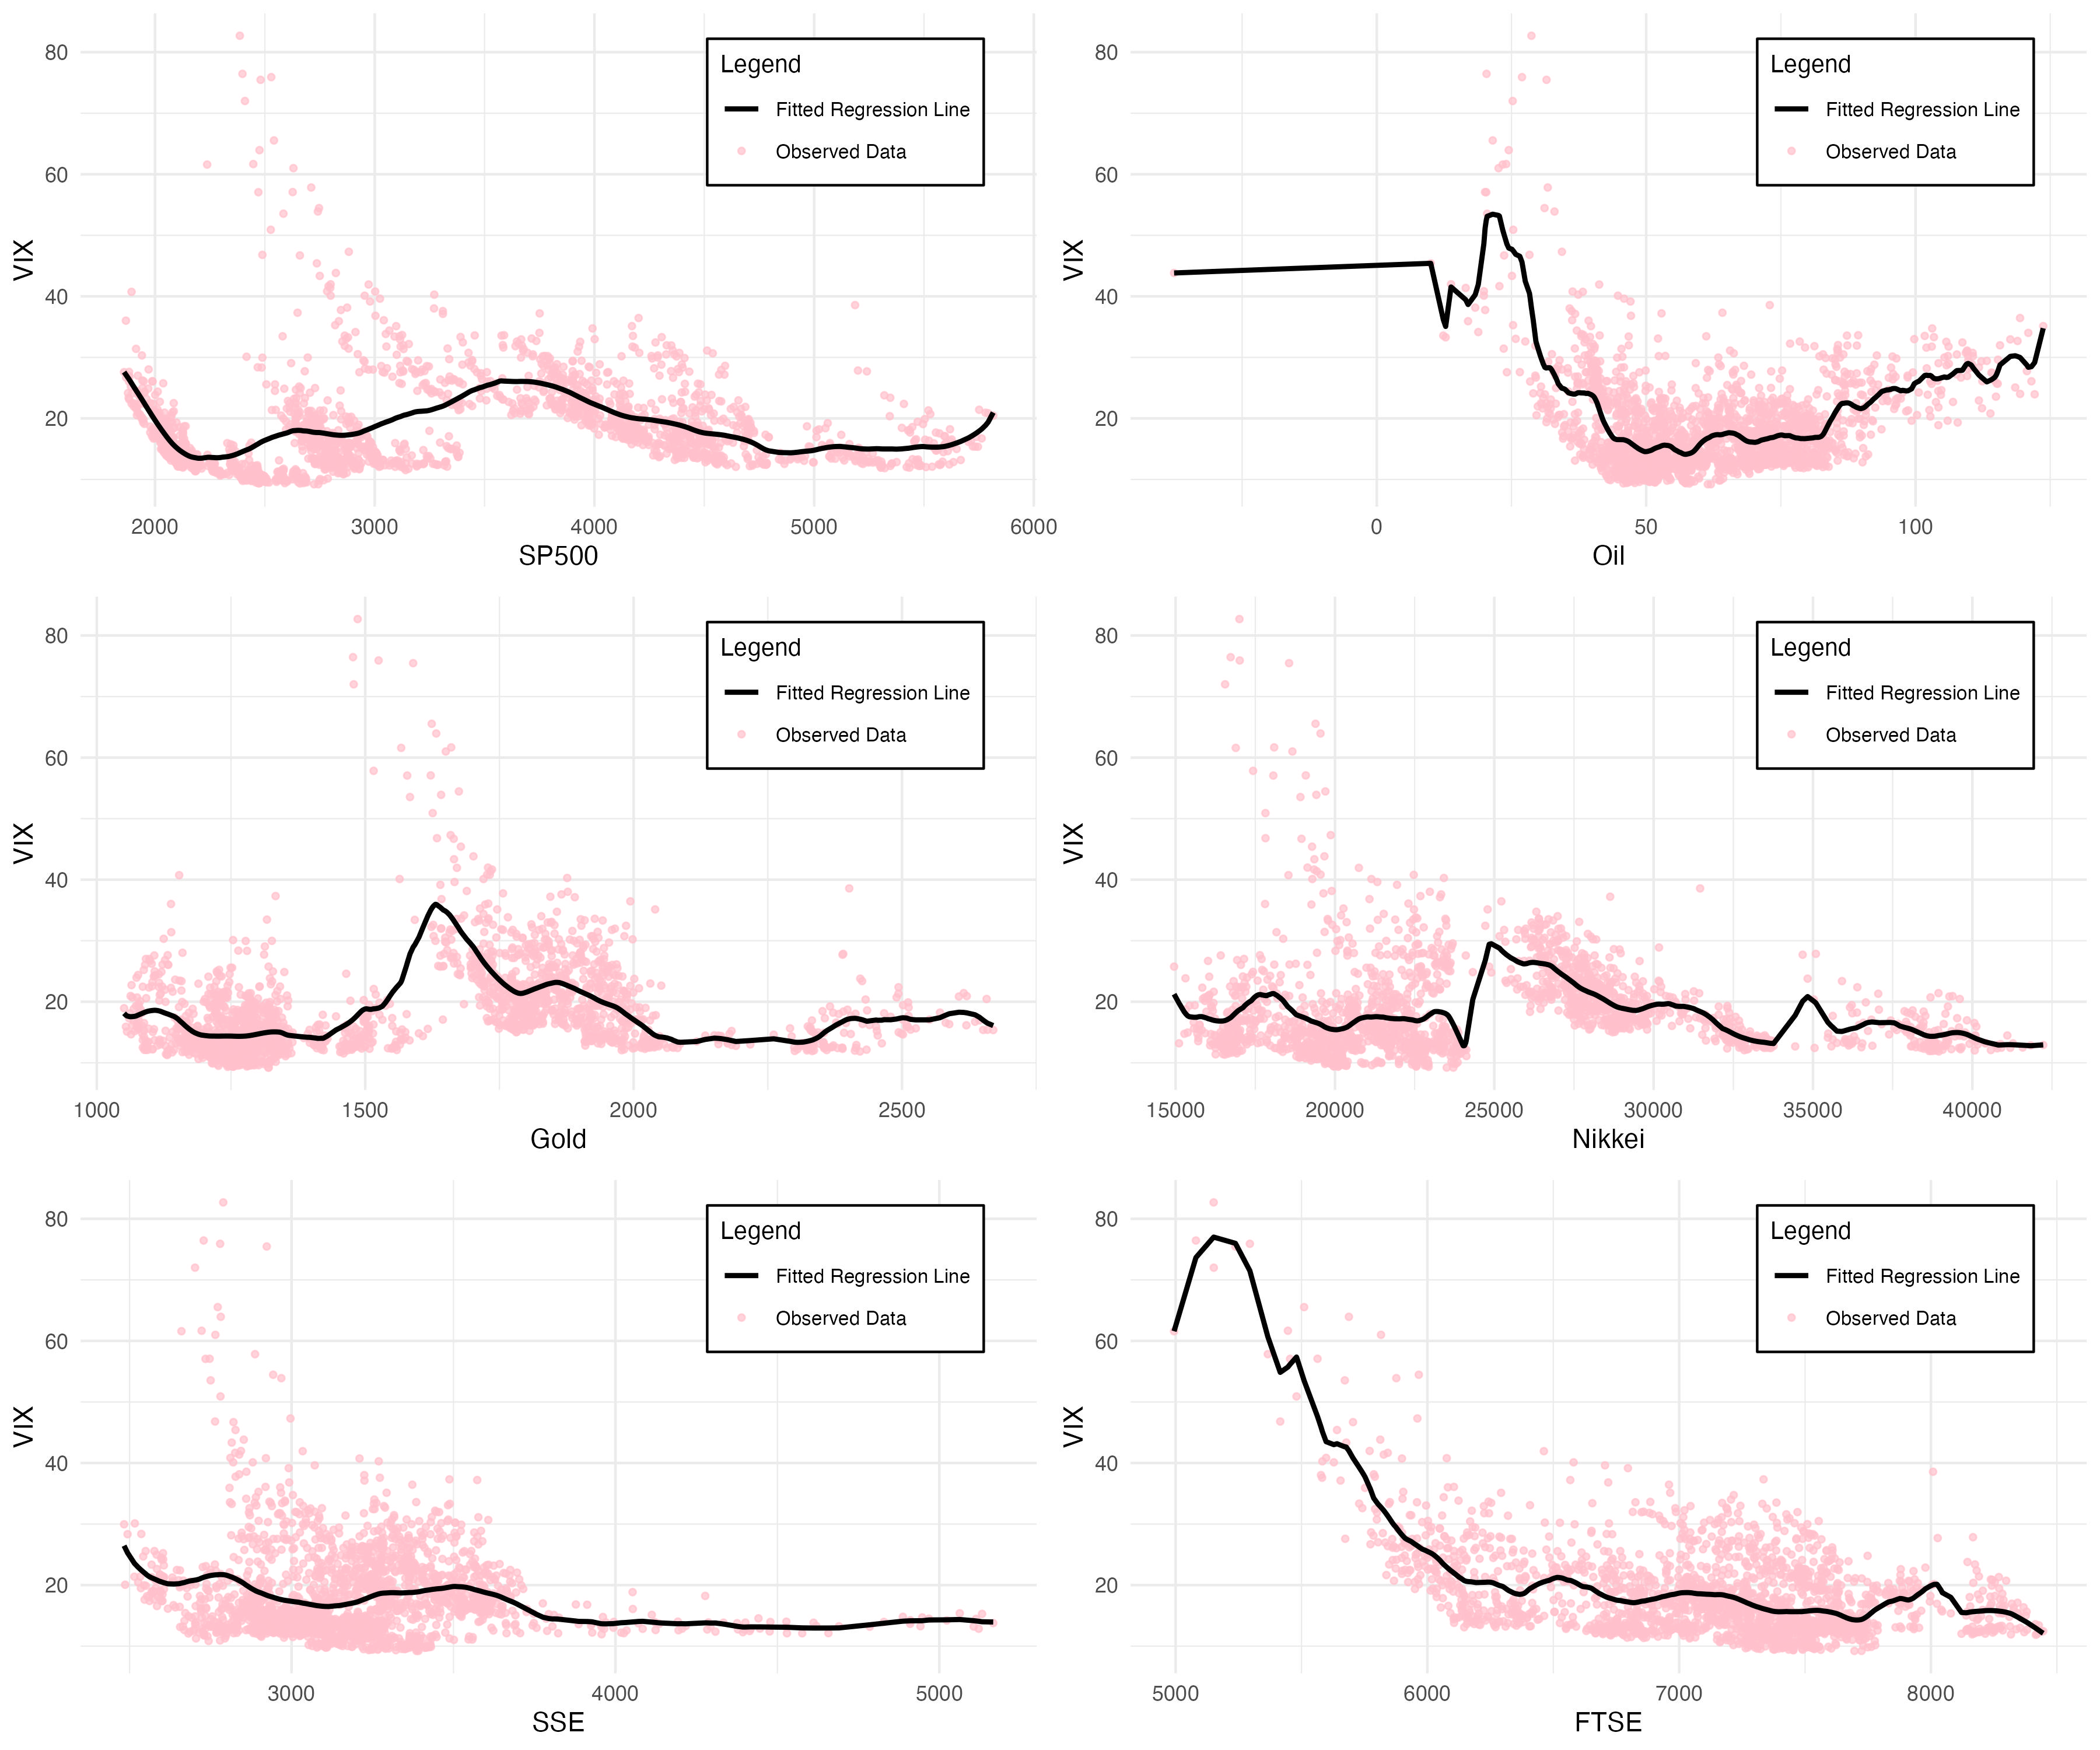 80
60
40
20
VIX
2000 3000 4000 5000 6000
SP500
Legend
Fitted Regression Line
Observed Data
80
60
40
20
VIX
0 50 100
Oil
Legend
Fitted Regression Line
Observed Data
80
60
40
20
VIX
1000 1500 2000 2500
Gold
Legend
Fitted Regression Line
Observed Data
80
60
40
20
VIX
15000 20000 25000 30000 35000 40000
Nikkei
Legend
Fitted Regression Line
Observed Data
80
60
40
20
VIX
3000 4000 5000
SSE
Legend
Fitted Regression Line
Observed Data
80
60
40
20
VIX
5000 6000 7000 8000
FTSE
Legend
Fitted Regression Line
Observed Data